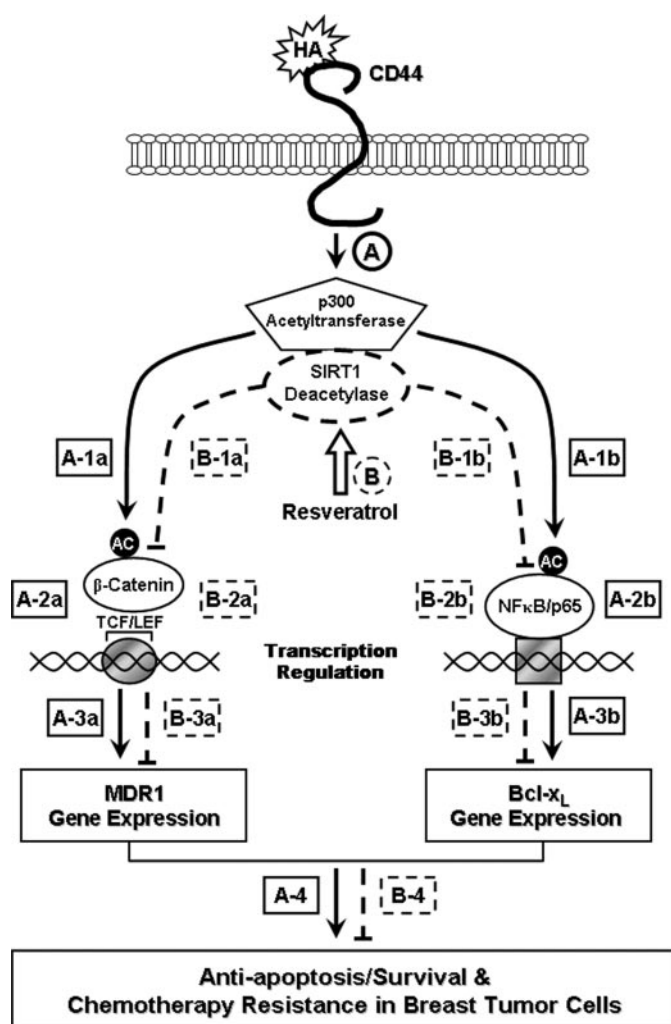 HA
CD44
A
p300
Acetyltransferase
SIRT1
Deacetylase
A-1a
B-1a
B
B-1b
A-1b
Resveratrol
AC
AC
β-Catenin
NFκB/p65
A-2a
B-2a
B-2b
A-2b
TCF/LEF
Transcription
Regulation
A-3a
B-3a
B-3b
A-3b
MDR1
Gene Expression
Bcl-xL
Gene Expression
A-4
B-4
Anti-apoptosis/Survival &
Chemotherapy Resistance in Breast Tumor Cells